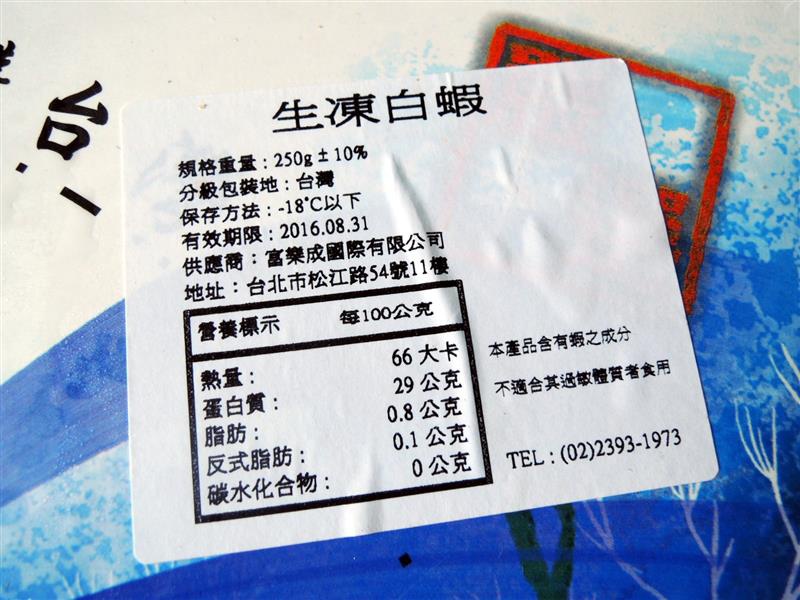 台
生凍白蝦
規格重量：250g ± 10%
分級包裝地：台灣
保存方法：-18°C以下
有效期限：2016.08.31
供應商：富樂成國際有限公司
地址：台北市松江路54號11樓
營養標示 每100公克
熱量： 66 大卡
蛋白質： 29 公克
脂肪： 0.8 公克
反式脂肪： 0.1 公克
碳水化合物： 0 公克
本產品含有蝦之成分
不適合其過敏體質者食用
TEL：(02)2393-1973